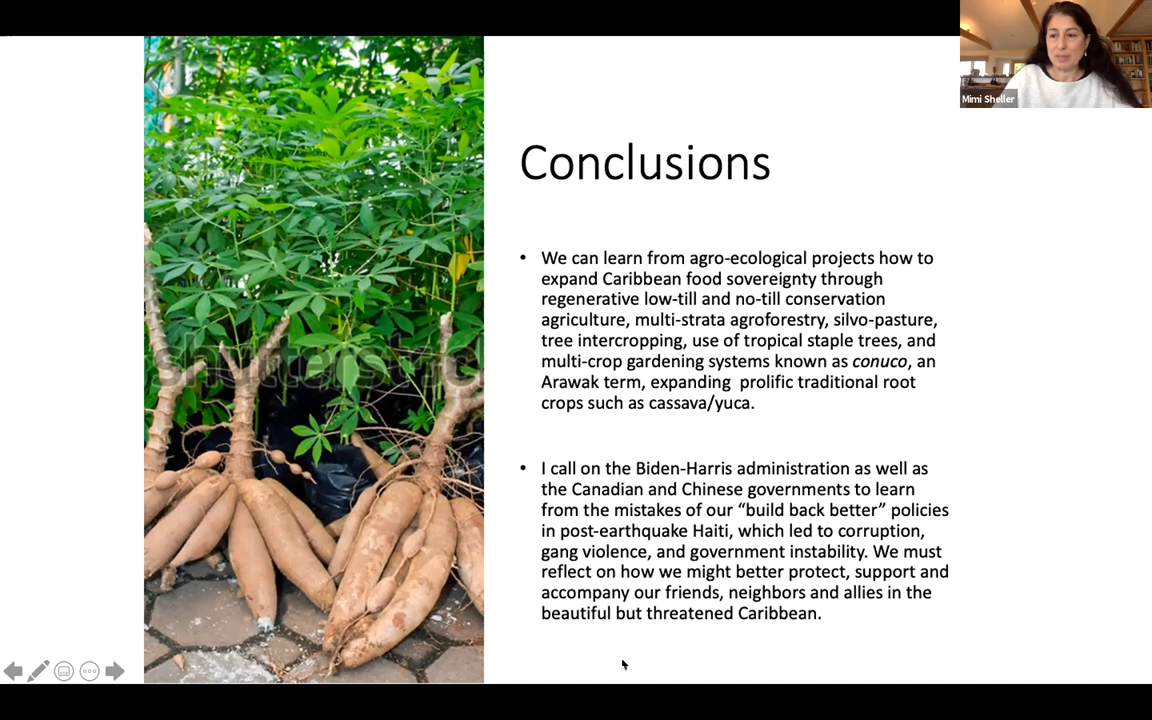 Mimi Sheller
Conclusions
• We can learn from agro-ecological projects how to
expand Caribbean food sovereignty through
regenerative low-till and no-till conservation
agriculture, multi-strata agroforestry, silvo-pasture,
tree intercropping, use of tropical staple trees, and
multi-crop gardening systems known as conuco, an
Arawak term, expanding  prolific traditional root
crops such as cassava/yuca.
• I call on the Biden-Harris administration as well as
the Canadian and Chinese governments to learn
from the mistakes of our “build back better” policies
in post-earthquake Haiti, which led to corruption,
gang violence, and government instability. We must
reflect on how we might better protect, support and
accompany our friends, neighbors and allies in the
beautiful but threatened Caribbean.